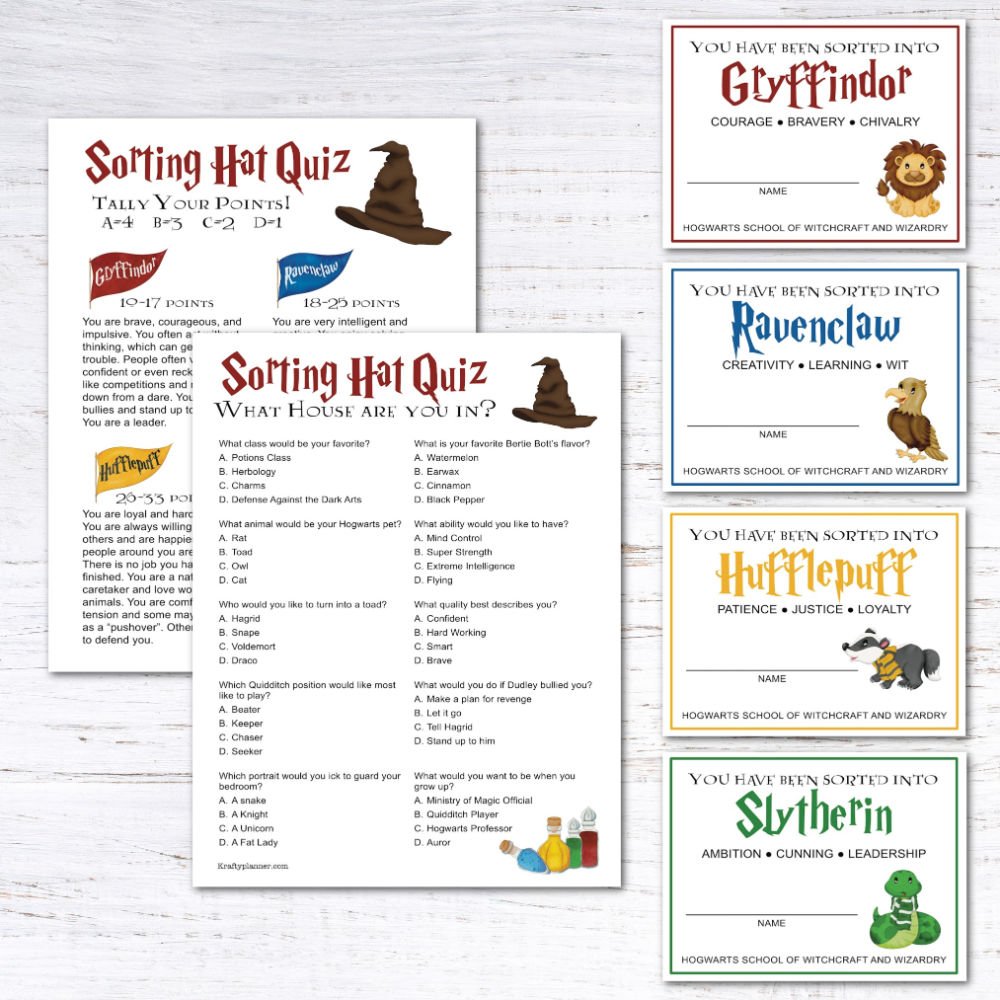 Sorting Hat Quiz
Tally Your Points!
A=4 B=3 C=2 D=1
Gryffindor
10-17 points
You are brave, courageous, and
impulsive. You often
thinking, which can
trouble. People often
confident or even
like competitions and
down from a dare. You
bullies and stand up to
You are a leader.
Ravenclaw
18-25 points
You are very intelligent and
Hufflepuff
26-33
You are loyal and
You are always willing
others and are
people around you are
There is no job you
finished. You are a
caretaker and love
animals. You are
tension and some may
as a "pushover".
to defend you.
Sorting Hat Quiz
What House are you in?
What class would be your favorite?
A. Potions Class
B. Herbology
C. Charms
D. Defense Against the Dark Arts
What animal would be your Hogwarts pet?
A. Rat
B. Toad
C. Owl
D. Cat
Who would you like to turn into a toad?
A. Hagrid
B. Snape
C. Voldemort
D. Draco
Which Quidditch position would like most
like to play?
A. Beater
B. Keeper
C. Chaser
D. Seeker
Which portrait would you ick to guard your
bedroom?
A. A snake
B. A Knight
C. A Unicorn
D. A Fat Lady
Kraftyplanner.com
What is your favorite Bertie Bott's flavor?
A. Watermelon
B. Earwax
C. Cinnamon
D. Black Pepper
What ability would you like to have?
A. Mind Control
B. Super Strength
C. Extreme Intelligence
D. Flying
What quality best describes you?
A. Confident
B. Hard Working
C. Smart
D. Brave
What would you do if Dudley bullied you?
A. Make a plan for revenge
B. Let it go
C. Tell Hagrid
D. Stand up to him
What would you want to be when you
grow up?
A. Ministry of Magic Official
B. Quidditch Player
C. Hogwarts Professor
D. Auror
You have been sorted into
Gryffindor
COURAGE ● BRAVERY ● CHIVALRY
NAME
HOGWARTS SCHOOL OF WITCHCRAFT AND WIZARDRY
You have been sorted into
Ravenclaw
CREATIVITY ● LEARNING ● WIT
NAME
HOGWARTS SCHOOL OF WITCHCRAFT AND WIZARDRY
You have been sorted into
Hufflepuff
PATIENCE ● JUSTICE ● LOYALTY
NAME
HOGWARTS SCHOOL OF WITCHCRAFT AND WIZARDRY
You have been sorted into
Slytherin
AMBITION ● CUNNING ● LEADERSHIP
NAME
HOGWARTS SCHOOL OF WITCHCRAFT AND WIZARDRY